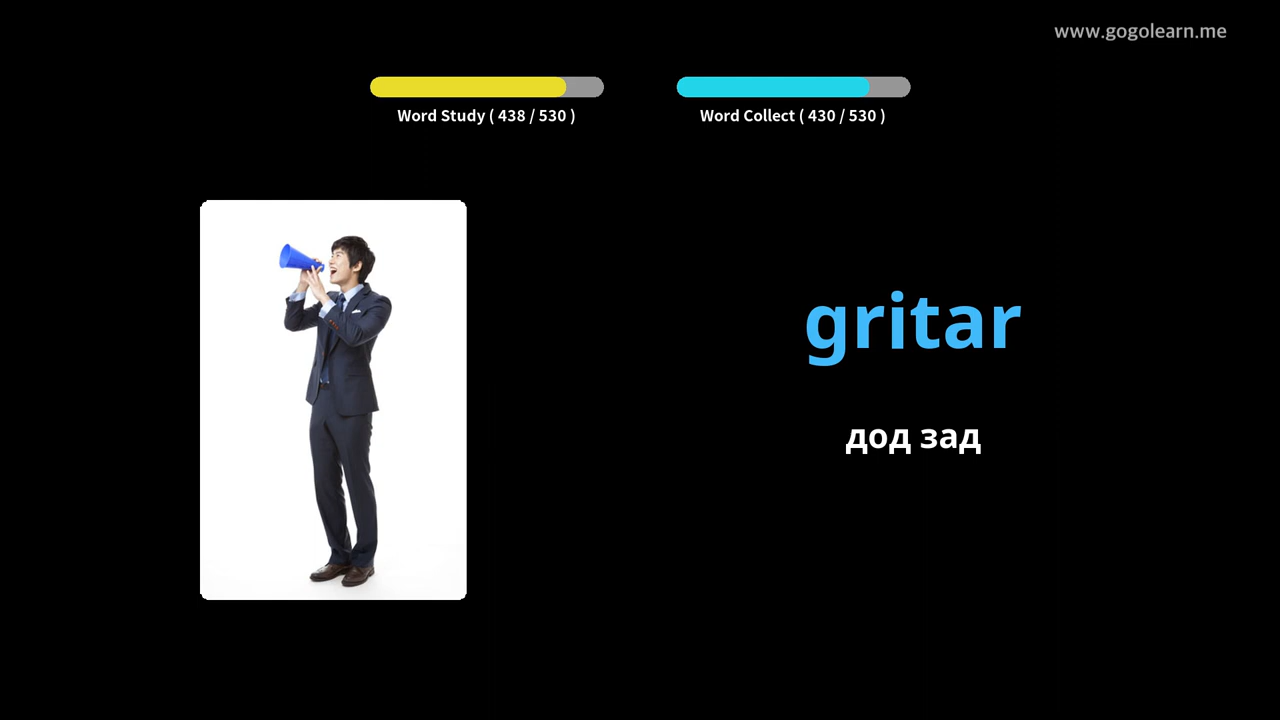 www.gogolearn.me
Word Study ( 438 / 530 )
Word Collect ( 430 / 530 )
gritar
дод зад